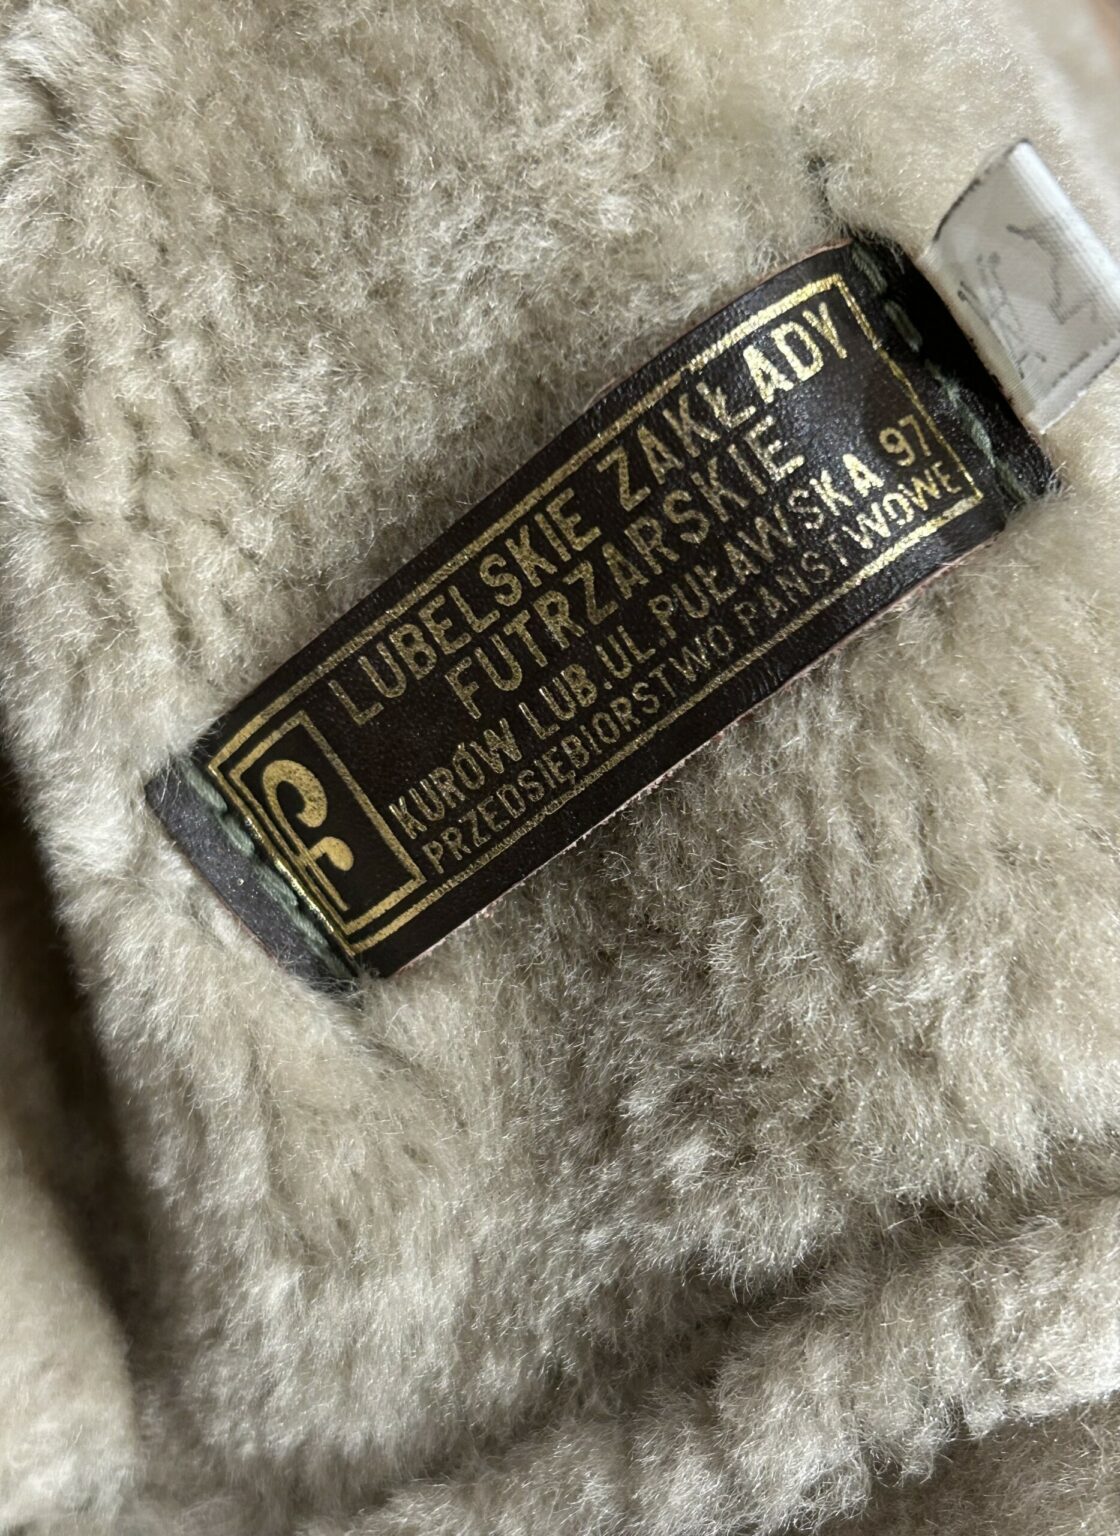 LUBELSKIE ZAKŁADY
FUTRZARSKIE
KURÓW LUB. UL. PUŁAWSKA 97
PRZEDSIĘBIORSTWO PAŃSTWOWE